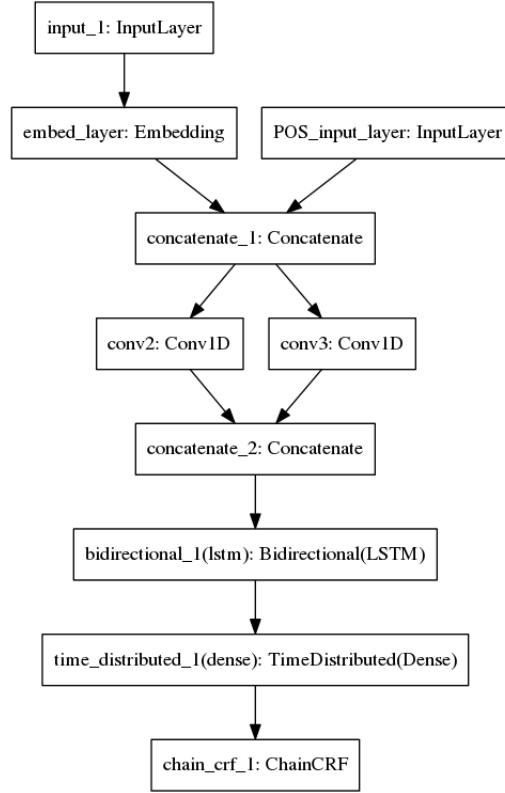 input_1: InputLayer
embed_layer: Embedding
POS_input_layer: InputLayer
concatenate_1: Concatenate
conv2: Conv1D
conv3: Conv1D
concatenate_2: Concatenate
bidirectional_1(lstm): Bidirectional(LSTM)
time_distributed_1(dense): TimeDistributed(Dense)
chain_crf_1: ChainCRF